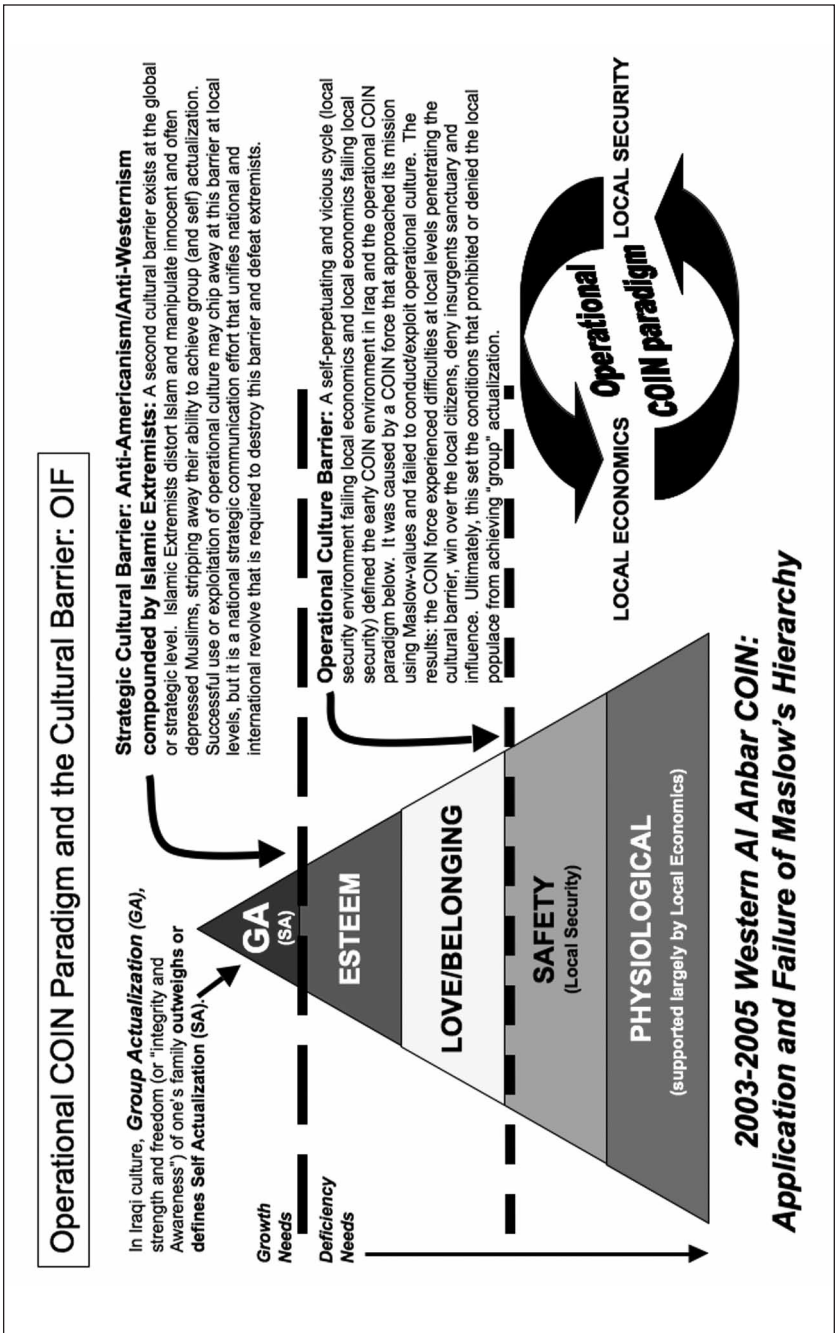 Operational COIN Paradigm and the Cultural Barrier: OIF
In Iraqi culture, Group Actualization (GA),
strength and freedom (or "integrity and
Awareness") of one's family outweighs or
defines Self Actualization (SA).
Strategic Cultural Barrier: Anti-Americanism/Anti-Westernism
compounded by Islamic Extremists: A second cultural barrier exists at the global
or strategic level. Islamic Extremists distort Islam and manipulate innocent and often
depressed Muslims, stripping away their ability to achieve group (and self) actualization.
Successful use or exploitation of operational culture may chip away at this barrier at local
levels, but it is a national strategic communication effort that unifies national and
international revolve that is required to destroy this barrier and defeat extremists.
Growth
Needs
Deficiency
Needs
GA
(SA)
ESTEEM
LOVE/BELONGING
SAFETY
(Local Security)
PHYSIOLOGICAL
(supported largely by Local Economics)
Operational Culture Barrier: A self-perpetuating and vicious cycle (local
security environment failing local economics and local economics failing local
security) defined the early COIN environment in Iraq and the operational COIN
paradigm below. It was caused by a COIN force that approached its mission
using Maslow-values and failed to conduct/exploit operational culture. The
results: the COIN force experienced difficulties at local levels penetrating the
cultural barrier, win over the local citizens, deny insurgents sanctuary and
influence. Ultimately, this set the conditions that prohibited or denied the local
populace from achieving "group" actualization.
LOCAL ECONOMICS
Operational
COIN paradigm
LOCAL SECURITY
2003-2005 Western Al Anbar COIN:
Application and Failure of Maslow's Hierarchy